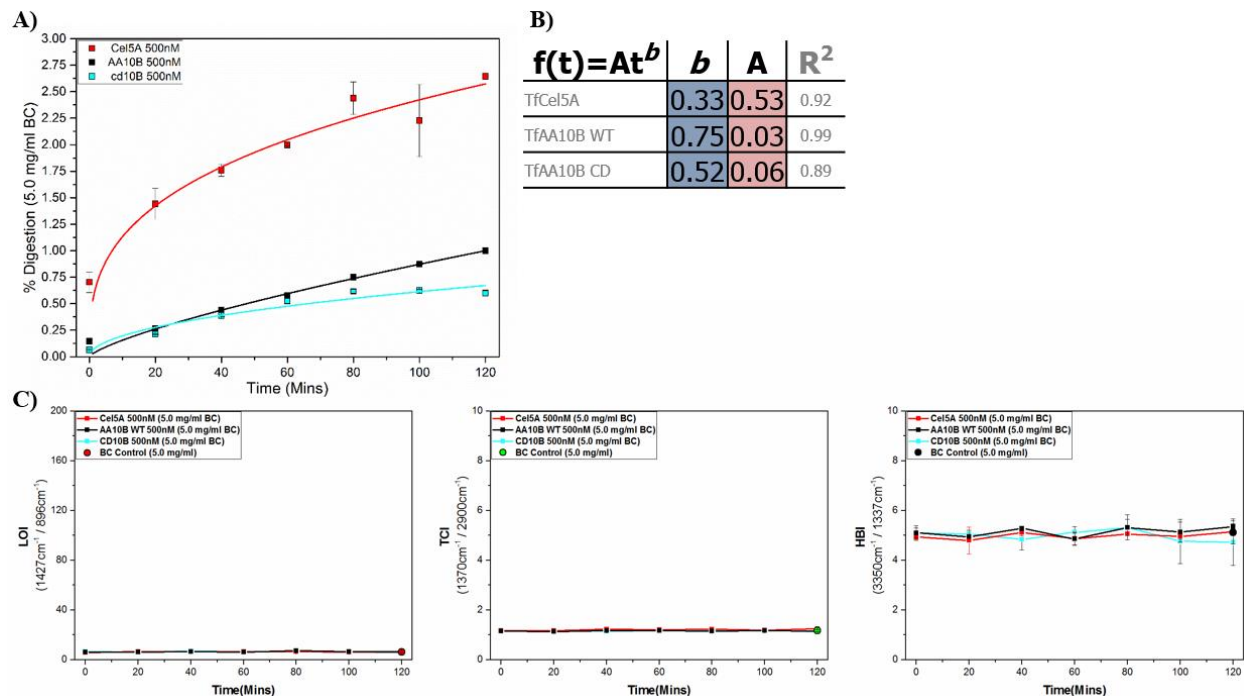 A)
3.00
2.75
2.50
2.25
2.00
1.75
1.50
1.25
1.00
0.75
0.50
0.25
0.00
% Digestion (5.0 mg/ml BC)
Cel5A 500nM
AA10B 500nM
cd10B 500nM
0 20 40 60 80 100 120
Time (Mins)
B)
f(t)=At^b b A R²
TfCel5A 0.33 0.53 0.92
TfAA10B WT 0.75 0.03 0.99
TfAA10B CD 0.52 0.06 0.89
C)
200
160
120
80
40
0
LOI
(1427cm⁻¹ / 896cm⁻¹)
Cel5A 500nM (5.0 mg/ml BC)
AA10B WT 500nM (5.0 mg/ml BC)
CD10B 500nM (5.0 mg/ml BC)
BC Control (5.0 mg/ml)
0 20 40 60 80 100 120
Time(Mins)
10
8
6
4
2
0
TCI
(1370cm⁻¹ / 2900cm⁻¹)
Cel5A 500nM (5.0 mg/ml BC)
AA10B WT 500nM (5.0 mg/ml BC)
CD10B 500nM (5.0 mg/ml BC)
BC Control (5.0 mg/ml)
0 20 40 60 80 100 120
Time(Mins)
10
8
6
4
2
0
HBI
(3350cm⁻¹ / 1337cm⁻¹)
Cel5A 500nM (5.0 mg/ml BC)
AA10B WT 500nM (5.0 mg/ml BC)
CD10B 500nM (5.0 mg/ml BC)
BC Control (5.0 mg/ml)
0 20 40 60 80 100 120
Time(Mins)